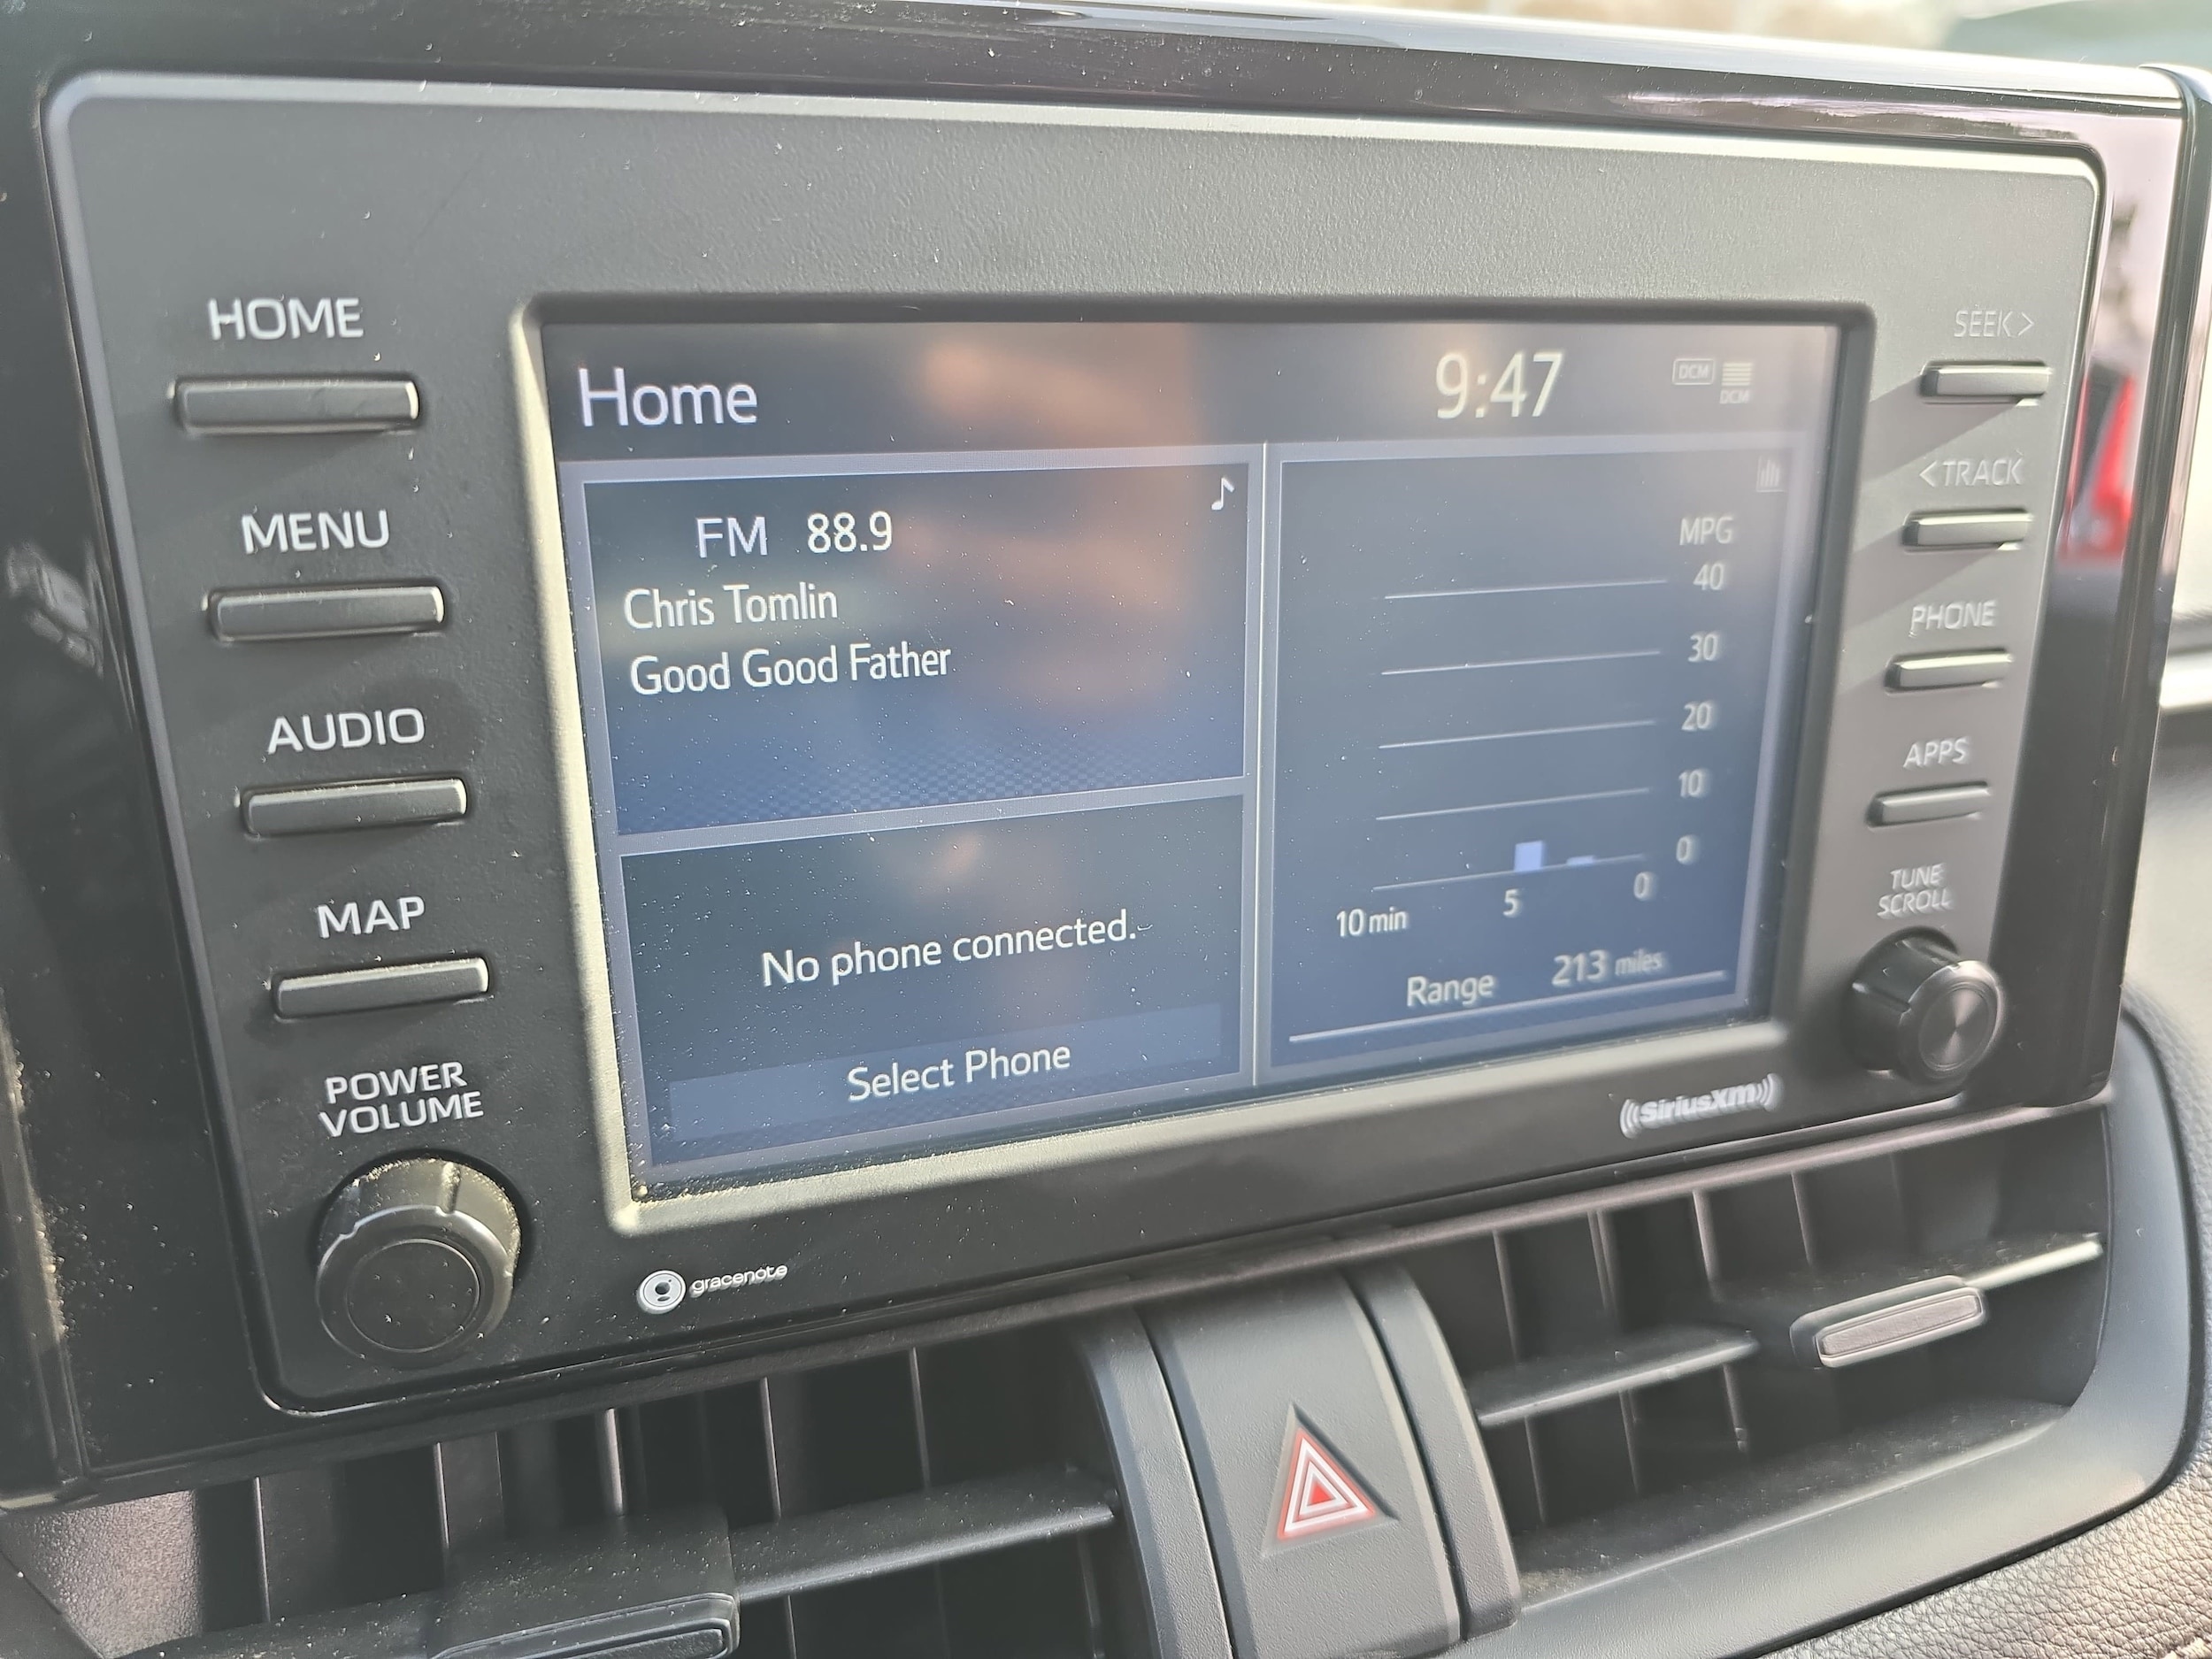 HOME
MENU
AUDIO
MAP
POWER
VOLUME
Home
9:47
DCM
DCM
FM 88.9
Chris Tomlin
Good Good Father
No phone connected.
Select Phone
MPG
40
30
20
10
0
10 min 5 0
Range 213 miles
SEEK >
< TRACK
PHONE
APPS
TUNE
SCROLL
gracenote
((SiriusXM))